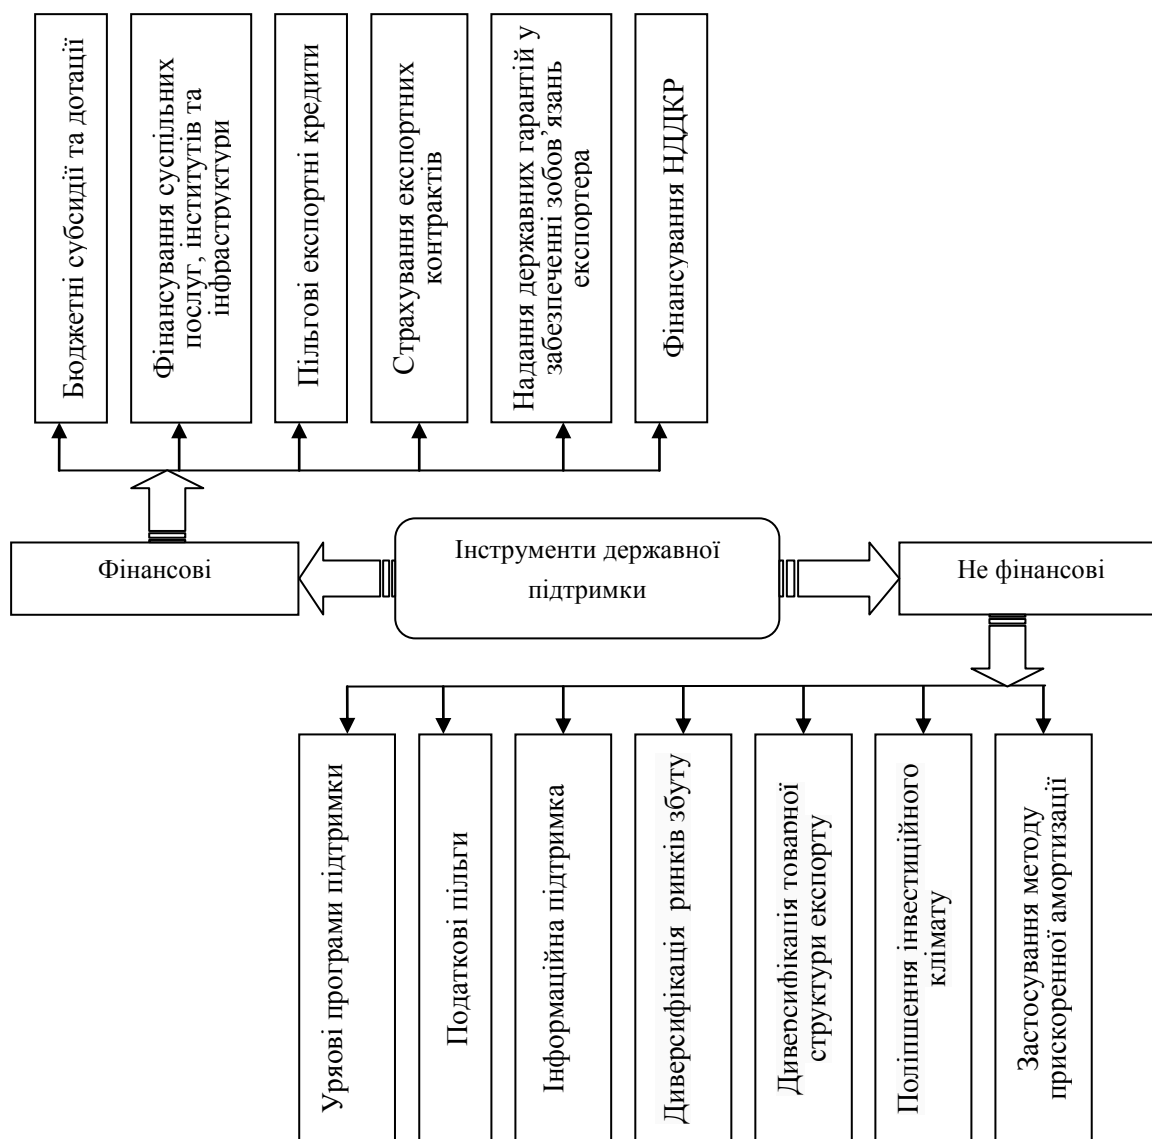 Бюджетні субсидії та дотації
Фінансування суспільних
послуг, інститутів та
інфраструктури
Пільгові експортні кредити
Страхування експортних
контрактів
Надання державних гарантій у
забезпеченні зобов’язань
експортера
Фінансування НДДКР
Фінансові
Інструменти державної
підтримки
Не фінансові
Урядові програми підтримки
Податкові пільги
Інформаційна підтримка
Диверсифікація ринків збуту
Диверсифікація товарної
структури експорту
Поліпшення інвестиційного
клімату
Застосування методу
прискоренної амортизації